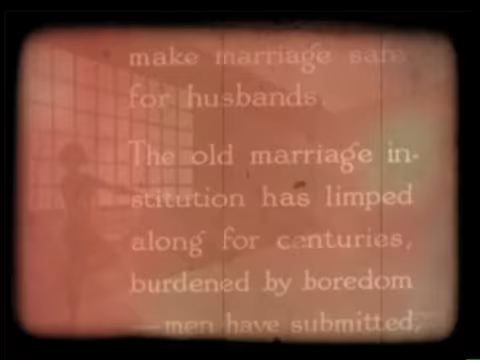 make marriage safe
for husbands.
The old marriage in-
stitution has limped
along for centuries,
burdened by boredom
—men have submitted,